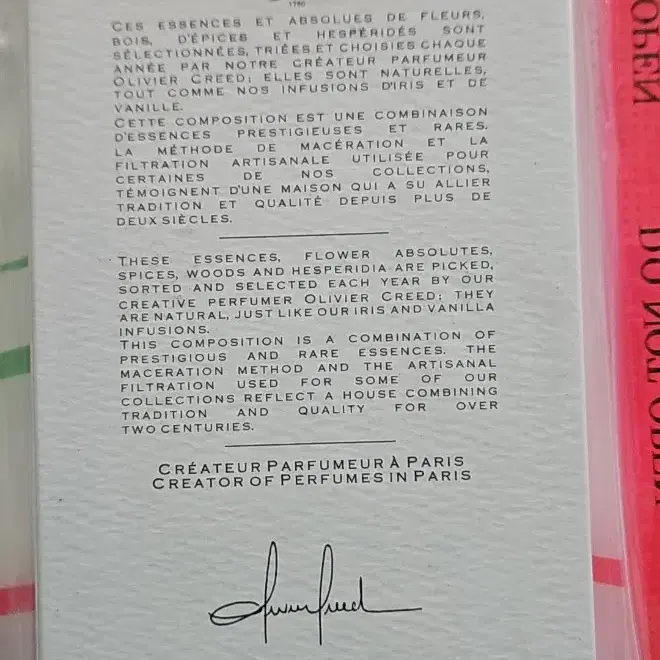 1760
CES ESSENCES ET ABSOLUES DE FLEURS,
BOIS, D'ÉPICES ET HESPÉRIDÉS SONT
SÉLECTIONNÉES, TRIÉES ET CHOISIES CHAQUE
ANNÉE PAR NOTRE CRÉATEUR PARFUMEUR
OLIVIER CREED; ELLES SONT NATURELLES,
TOUT COMME NOS INFUSIONS D'IRIS ET DE
VANILLE.
CETTE COMPOSITION EST UNE COMBINAISON
D'ESSENCES PRESTIGIEUSES ET RARES.
LA MÉTHODE DE MACÉRATION ET LA
FILTRATION ARTISANALE UTILISÉE POUR
CERTAINES DE NOS COLLECTIONS,
TÉMOIGNENT D'UNE MAISON QUI A SU ALLIER
TRADITION ET QUALITÉ DEPUIS PLUS DE
DEUX SIÈCLES.
THESE ESSENCES, FLOWER ABSOLUTES,
SPICES, WOODS AND HESPERIDIA ARE PICKED,
SORTED AND SELECTED EACH YEAR BY OUR
CREATIVE PERFUMER OLIVIER CREED; THEY
ARE NATURAL, JUST LIKE OUR IRIS AND VANILLA
INFUSIONS.
THIS COMPOSITION IS A COMBINATION OF
PRESTIGIOUS AND RARE ESSENCES. THE
MACERATION METHOD AND THE ARTISANAL
FILTRATION USED FOR SOME OF OUR
COLLECTIONS REFLECT A HOUSE COMBINING
TRADITION AND QUALITY FOR OVER
TWO CENTURIES.
CRÉATEUR PARFUMEUR À PARIS
CREATOR OF PERFUMES IN PARIS
OPEN
DO NOT OPEN